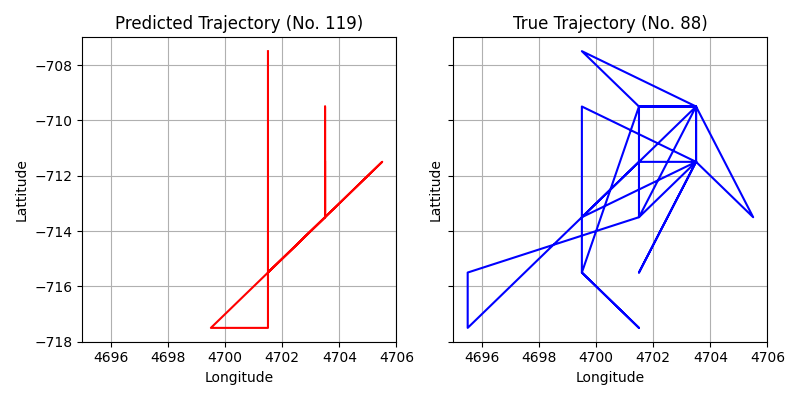 Predicted Trajectory (No. 119)
True Trajectory (No. 88)
Lattitude
−708
−710
−712
−714
−716
−718
4696 4698 4700 4702 4704 4706
Longitude
Lattitude
4696 4698 4700 4702 4704 4706
Longitude